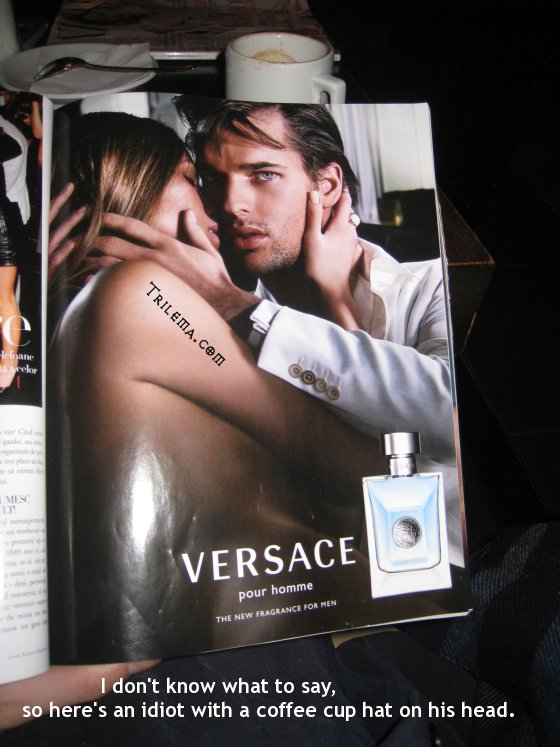 Trilema.com
VERSACE
pour homme
THE NEW FRAGRANCE FOR MEN
I don't know what to say,
so here's an idiot with a coffee cup hat on his head.